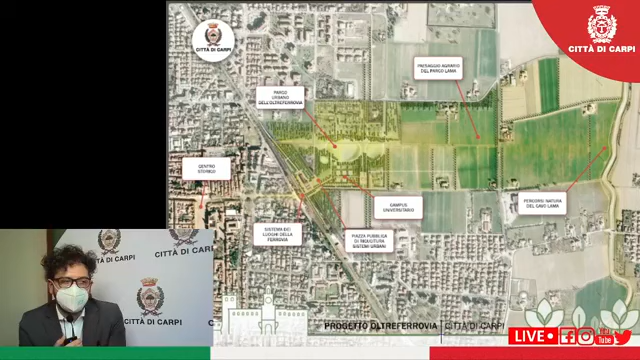 CITTÀ DI CARPI
CITTÀ DI CARPI
PAESAGGIO AGRARIO
DEL PARCO LAMA
PARCO
URBANO
DELL'OLTREFERROVIA
CENTRO
STORICO
CAMPUS
UNIVERSITARIO
PERCORSI NATURA
DEL CAVO LAMA
SISTEMA DEI
LUOGHI DELLA
FERROVIA
PIAZZA PUBBLICA
DI RICUCITURA
SISTEMI URBANI
CITTÀ DI CARPI
CITTÀ DI CARPI
CITTÀ DI CARPI
PROGETTO OLTREFERROVIA | CITTÀ DI CARPI
LIVE
You
Tube